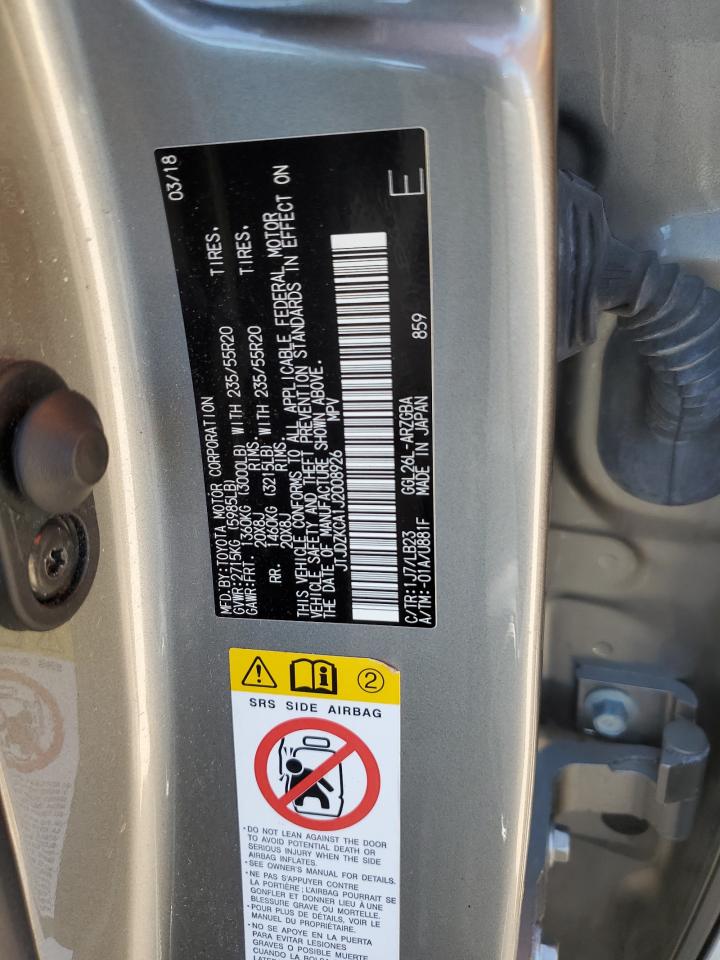 MFD.BY:TOYOTA MOTOR CORPORATION 03/18
GVWR:2715KG (5985LB)
GAWR:FRT. 1360KG (3000LB) WITH 235/55R20 TIRES,
20X8J RIMS.
RR. 1460KG (3215LB) WITH 235/55R20 TIRES,
20X8J RIMS.
THIS VEHICLE CONFORMS TO ALL APPLICABLE FEDERAL MOTOR
VEHICLE SAFETY AND THEFT PREVENTION STANDARDS IN EFFECT ON
THE DATE OF MANUFACTURE SHOWN ABOVE.
JTJDZKCA1J2008926 MPV
C/TR:1J7/LB23 GGL26L-ARZGBA 859 E
A/TM:-01A/U881F MADE IN JAPAN
2
SRS SIDE AIRBAG
・DO NOT LEAN AGAINST THE DOOR
TO AVOID POTENTIAL DEATH OR
SERIOUS INJURY WHEN THE SIDE
AIRBAG INFLATES.
・SEE OWNER'S MANUAL FOR DETAILS.
・NE PAS S'APPUYER CONTRE
LA PORTIÈRE; L'AIRBAG POURRAIT SE
GONFLER ET DONNER LIEU À UNE
BLESSURE GRAVE OU MORTELLE.
・POUR PLUS DE DÉTAILS, VOIR LE
MANUEL DU PROPRIÉTAIRE.
・NO SE APOYE EN LA PUERTA
PARA EVITAR LESIONES
GRAVES O POSIBLE MUERTE
CUANDO LA BOLSA